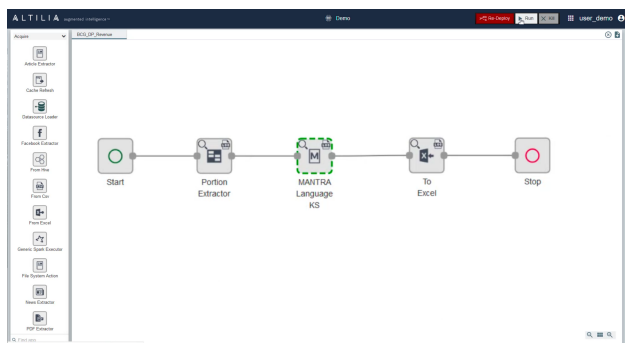 ALTILIA augmented intelligence
Demo
Re-Deploy
Run
Kill
user_demo
Acquire
BCG_DP_Revenue
Article Extractor
Cache Refresh
Datasource Loader
Facebook Extractor
From Hive
From Csv
From Excel
Generic Spark Executor
File System Action
News Extractor
PDF Extractor
Start
Portion
Extractor
M
MANTRA
Language
KS
To
Excel
Stop